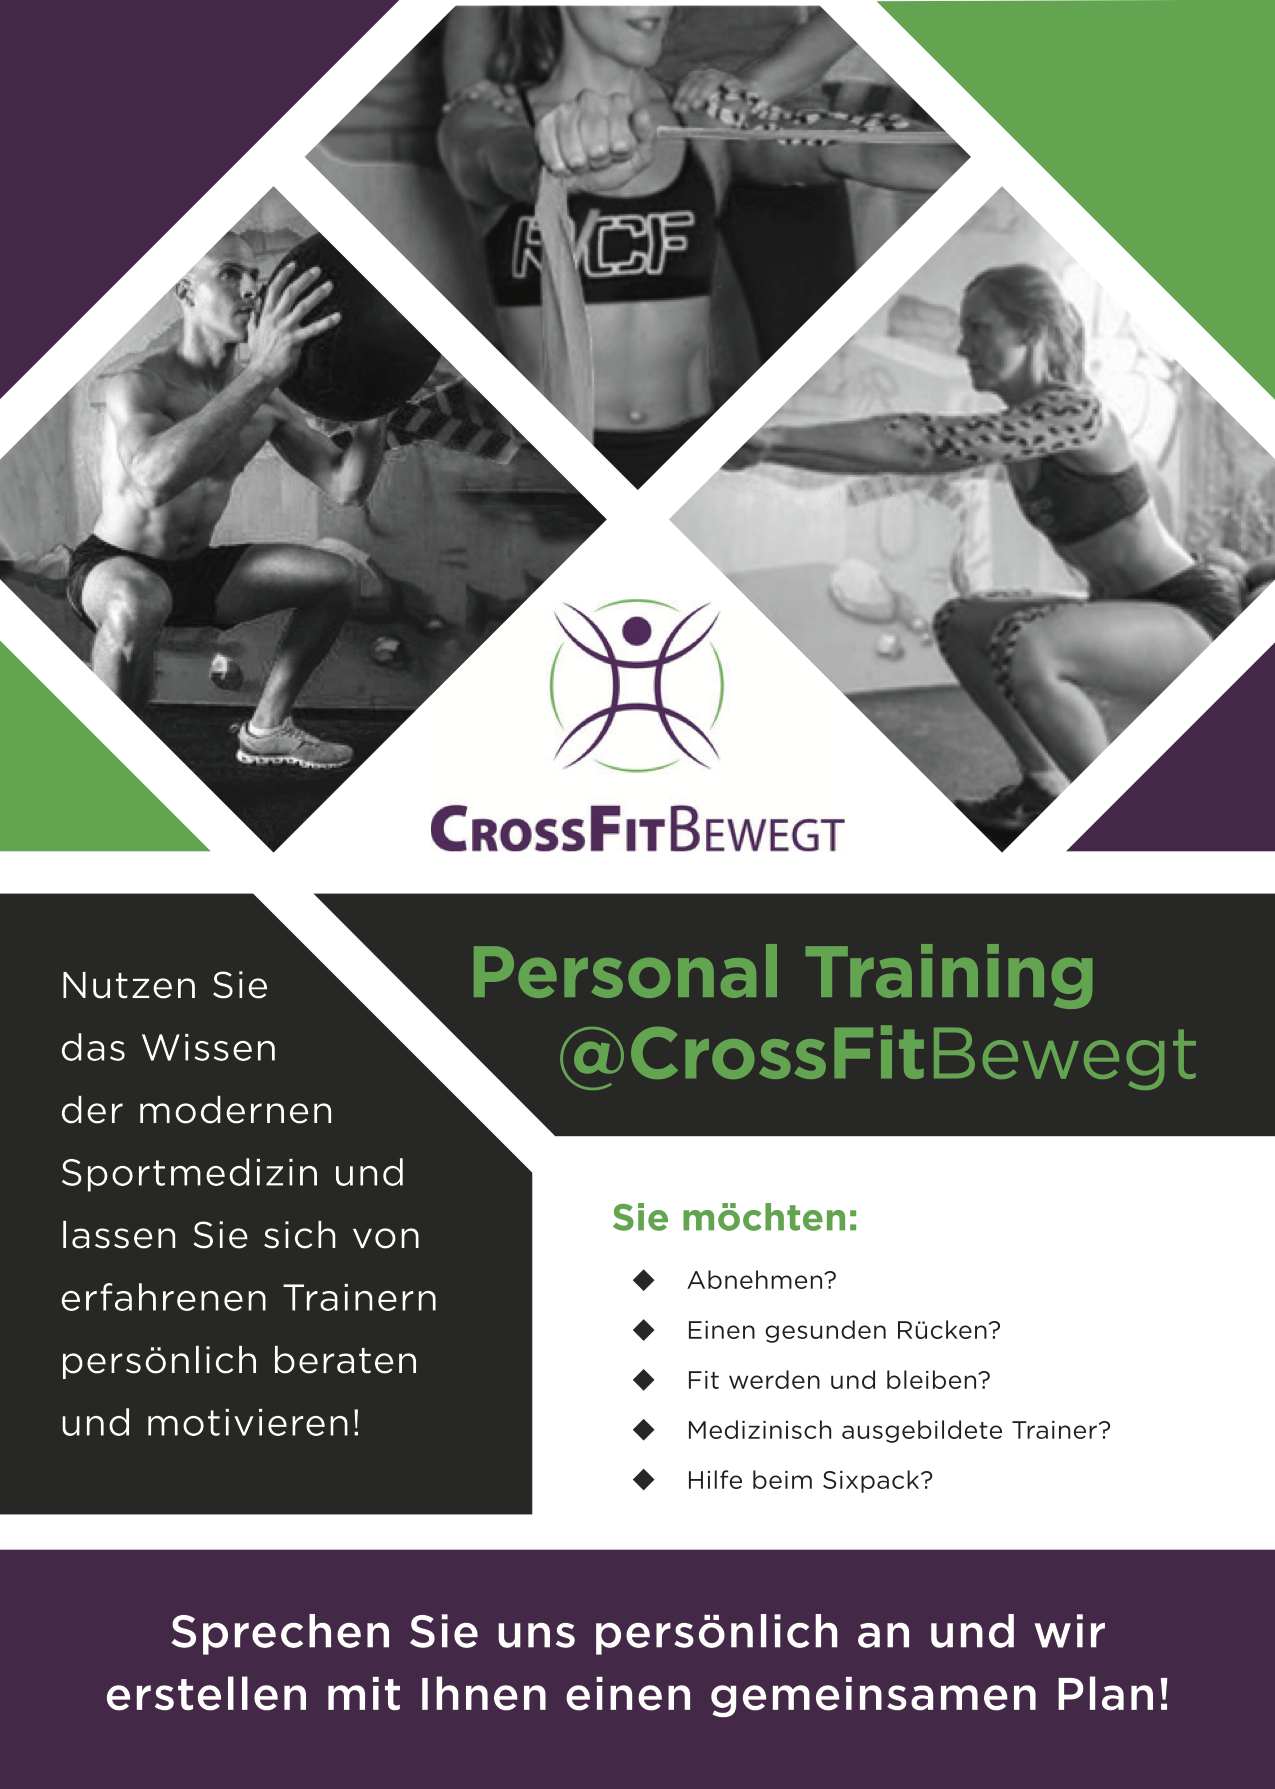 RVCF
CROSSFITBEWEGT
Personal Training
@CrossFitBewegt
Nutzen Sie
das Wissen
der modernen
Sportmedizin und
lassen Sie sich von
erfahrenen Trainern
persönlich beraten
und motivieren!
Sie möchten:
◆ Abnehmen?
◆ Einen gesunden Rücken?
◆ Fit werden und bleiben?
◆ Medizinisch ausgebildete Trainer?
◆ Hilfe beim Sixpack?
Sprechen Sie uns persönlich an und wir
erstellen mit Ihnen einen gemeinsamen Plan!